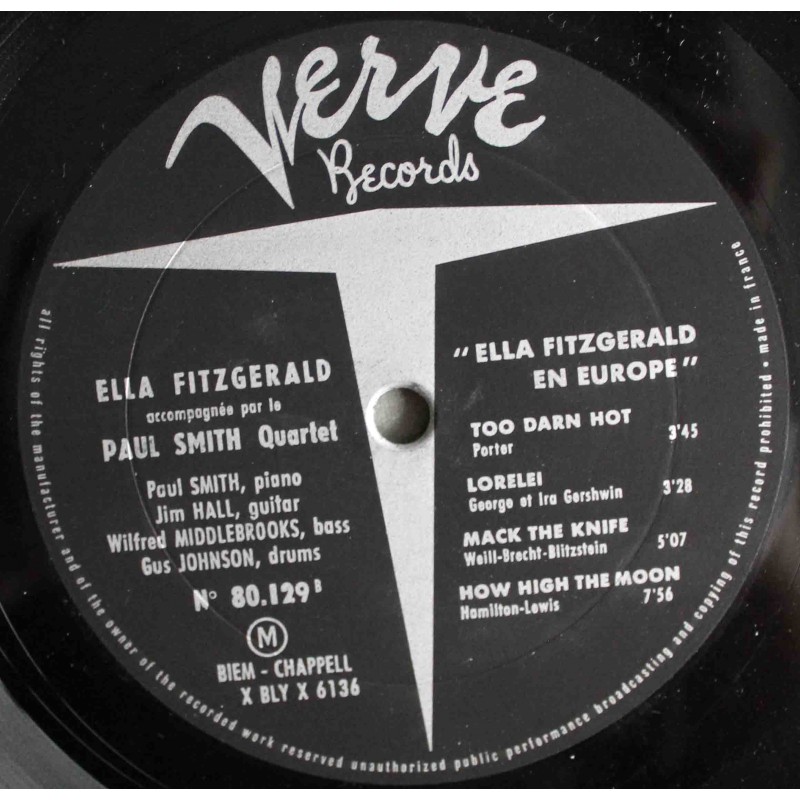 Verve
Records
ELLA FITZGERALD
accompagnée par le
PAUL SMITH Quartet
Paul SMITH, piano
Jim HALL, guitar
Wilfred MIDDLEBROOKS, bass
Gus JOHNSON, drums
N° 80.129 B
M
BIEM - CHAPPELL
X BLY X 6136
"ELLA FITZGERALD
EN EUROPE"
TOO DARN HOT
Porter 3'45
LORELEI
George et Ira Gershwin 3'28
MACK THE KNIFE
Weill-Brecht-Blitzstein 5'07
HOW HIGH THE MOON
Hamilton-Lewis 7'56
all rights of the manufacturer and of the owner of the recorded work reserved unauthorized public performance broadcasting and copying of this record prohibited • made in france